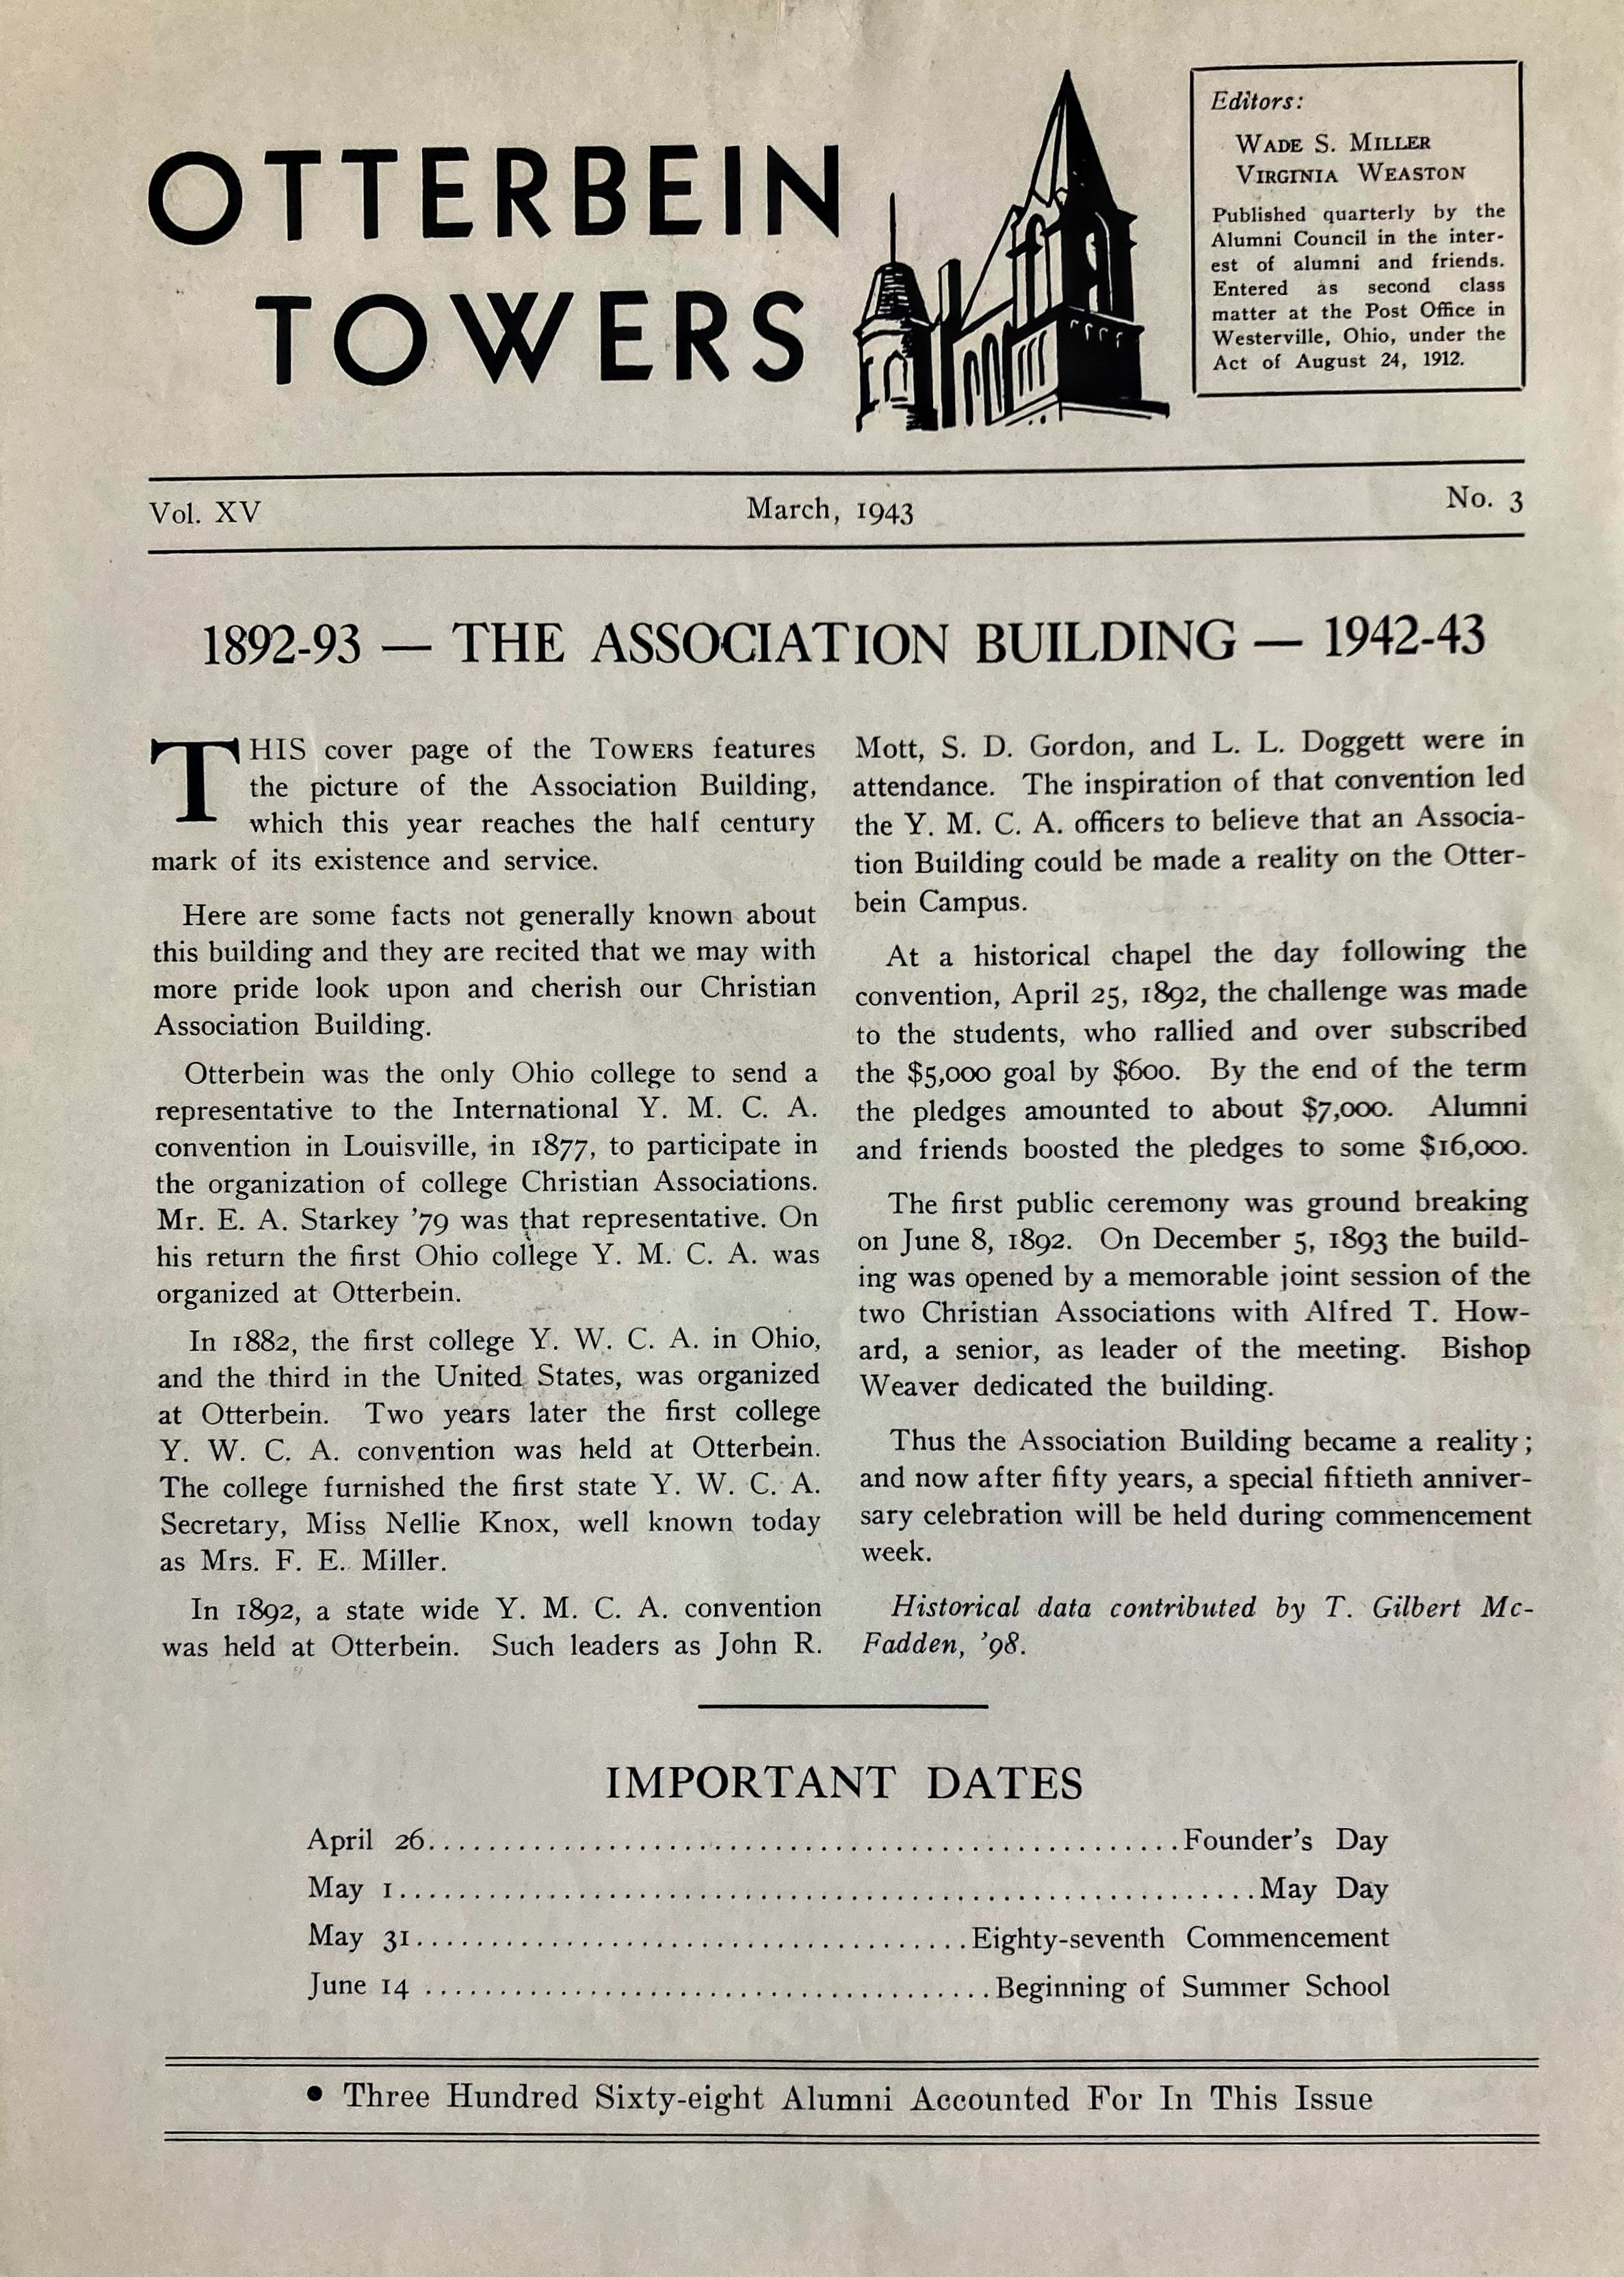 OTTERBEIN
TOWERS
Editors:
WADE S. MILLER
VIRGINIA WEASTON
Published quarterly by the
Alumni Council in the inter-
est of alumni and friends.
Entered as second class
matter at the Post Office in
Westerville, Ohio, under the
Act of August 24, 1912.
Vol. XV March, 1943 No. 3
1892-93 — THE ASSOCIATION BUILDING — 1942-43
THIS cover page of the TOWERS features
the picture of the Association Building,
which this year reaches the half century
mark of its existence and service.
Here are some facts not generally known about
this building and they are recited that we may with
more pride look upon and cherish our Christian
Association Building.
Otterbein was the only Ohio college to send a
representative to the International Y. M. C. A.
convention in Louisville, in 1877, to participate in
the organization of college Christian Associations.
Mr. E. A. Starkey '79 was that representative. On
his return the first Ohio college Y. M. C. A. was
organized at Otterbein.
In 1882, the first college Y. W. C. A. in Ohio,
and the third in the United States, was organized
at Otterbein. Two years later the first college
Y. W. C. A. convention was held at Otterbein.
The college furnished the first state Y. W. C. A.
Secretary, Miss Nellie Knox, well known today
as Mrs. F. E. Miller.
In 1892, a state wide Y. M. C. A. convention
was held at Otterbein. Such leaders as John R.
Mott, S. D. Gordon, and L. L. Doggett were in
attendance. The inspiration of that convention led
the Y. M. C. A. officers to believe that an Associa-
tion Building could be made a reality on the Otter-
bein Campus.
At a historical chapel the day following the
convention, April 25, 1892, the challenge was made
to the students, who rallied and over subscribed
the $5,000 goal by $600. By the end of the term
the pledges amounted to about $7,000. Alumni
and friends boosted the pledges to some $16,000.
The first public ceremony was ground breaking
on June 8, 1892. On December 5, 1893 the build-
ing was opened by a memorable joint session of the
two Christian Associations with Alfred T. How-
ard, a senior, as leader of the meeting. Bishop
Weaver dedicated the building.
Thus the Association Building became a reality;
and now after fifty years, a special fiftieth anniver-
sary celebration will be held during commencement
week.
Historical data contributed by T. Gilbert Mc-
Fadden, '98.
IMPORTANT DATES
April 26..................................................Founder's Day
May 1.........................................................May Day
May 31......................................Eighty-seventh Commencement
June 14 ......................................Beginning of Summer School
• Three Hundred Sixty-eight Alumni Accounted For In This Issue